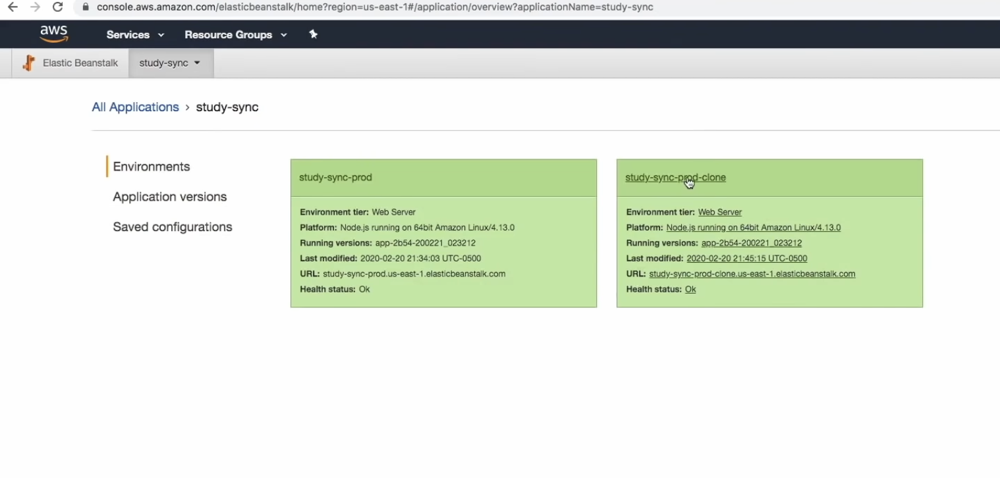 console.aws.amazon.com/elasticbeanstalk/home?region=us-east-1#/application/overview?applicationName=study-sync
aws Services Resource Groups
Elastic Beanstalk study-sync
All Applications › study-sync
Environments
Application versions
Saved configurations
study-sync-prod
Environment tier: Web Server
Platform: Node.js running on 64bit Amazon Linux/4.13.0
Running versions: app-2b54-200221_023212
Last modified: 2020-02-20 21:34:03 UTC-0500
URL: study-sync-prod.us-east-1.elasticbeanstalk.com
Health status: Ok
study-sync-prod-clone
Environment tier: Web Server
Platform: Node.js running on 64bit Amazon Linux/4.13.0
Running versions: app-2b54-200221_023212
Last modified: 2020-02-20 21:45:15 UTC-0500
URL: study-sync-prod-clone.us-east-1.elasticbeanstalk.com
Health status: Ok